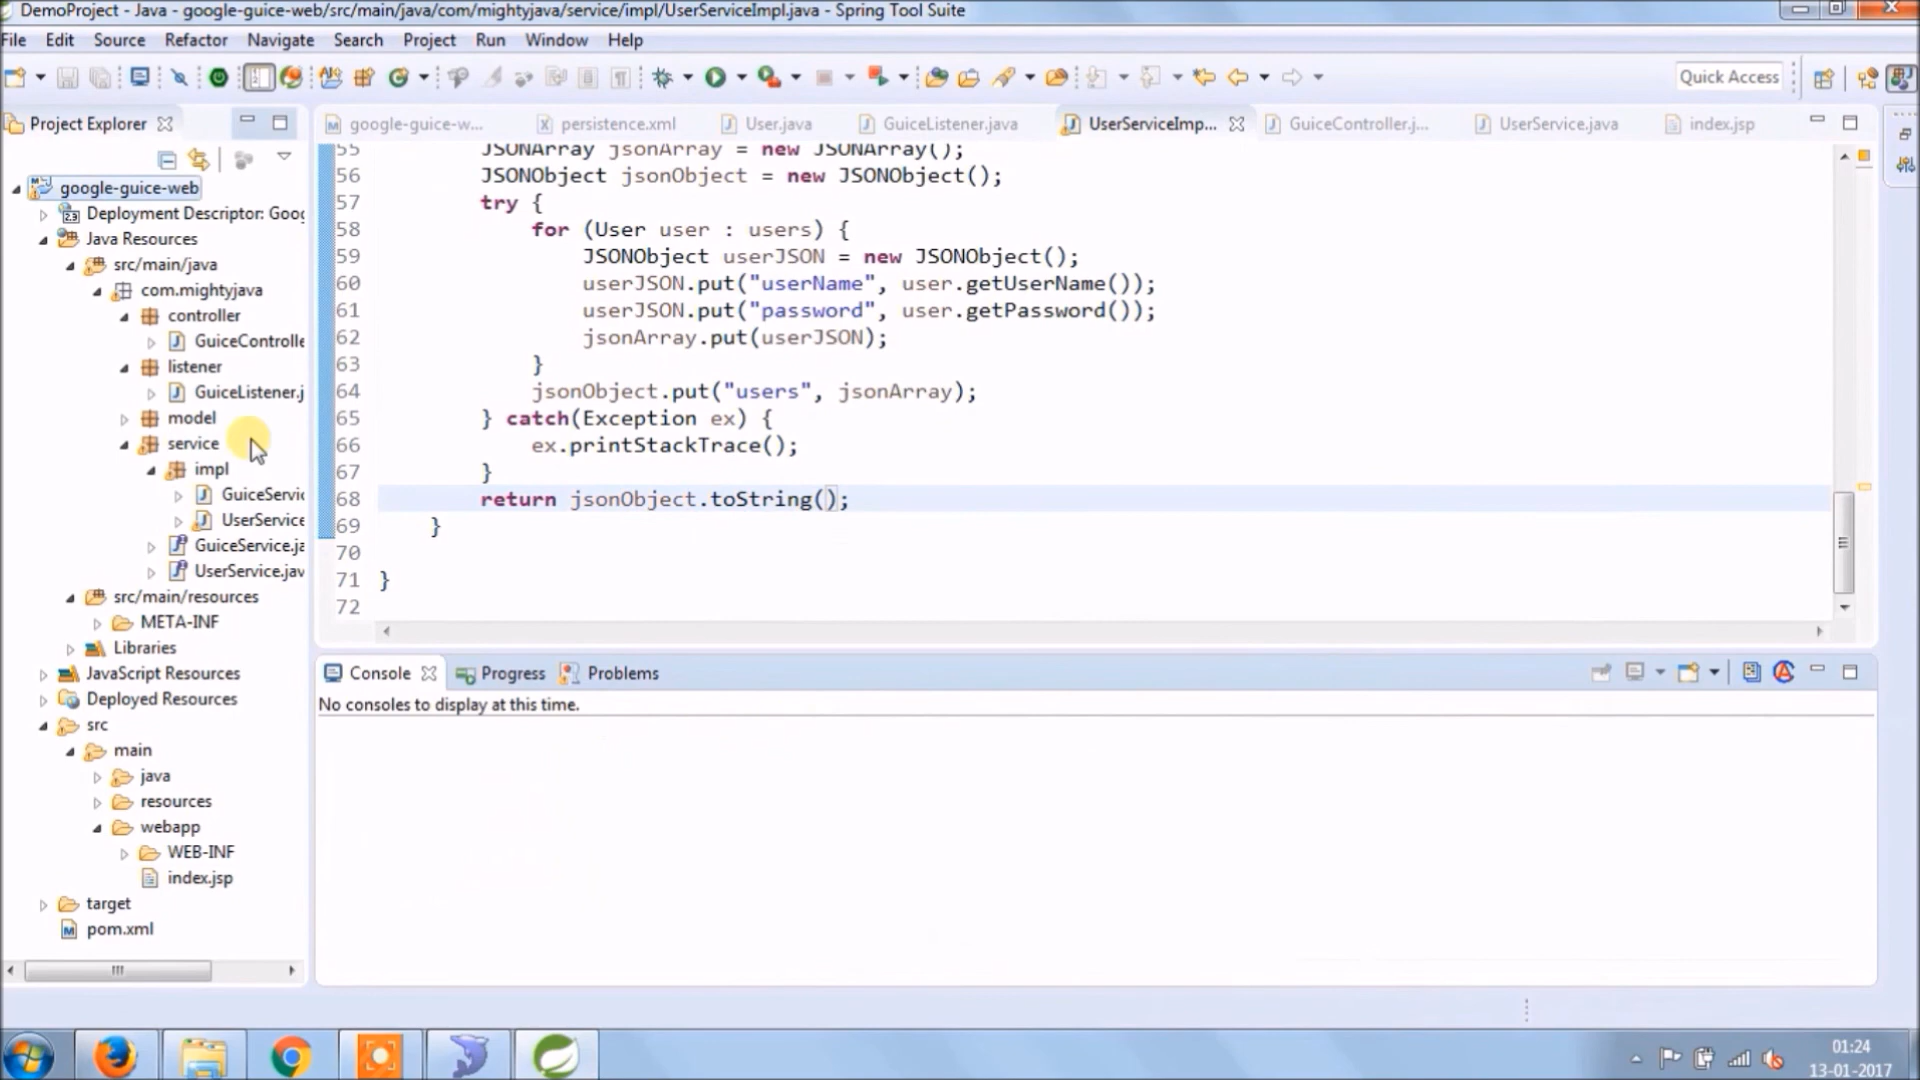 DemoProject - Java - google-guice-web/src/main/java/com/mightyjava/service/impl/UserServiceImpl.java - Spring Tool Suite
File Edit Source Refactor Navigate Search Project Run Window Help
Quick Access
Project Explorer
google-guice-w... persistence.xml User.java GuiceListener.java UserServiceImp... GuiceController.j... UserService.java index.jsp
google-guice-web
Deployment Descriptor: Goog
Java Resources
src/main/java
com.mightyjava
controller
GuiceControlle
listener
GuiceListener.j
model
service
impl
GuiceServic
UserService
GuiceService.ja
UserService.jav
src/main/resources
META-INF
Libraries
JavaScript Resources
Deployed Resources
src
main
java
resources
webapp
WEB-INF
index.jsp
target
pom.xml
55 JSONArray jsonArray = new JSONArray();
56 JSONObject jsonObject = new JSONObject();
57 try {
58 for (User user : users) {
59 JSONObject userJSON = new JSONObject();
60 userJSON.put("userName", user.getUserName());
61 userJSON.put("password", user.getPassword());
62 jsonArray.put(userJSON);
63 }
64 jsonObject.put("users", jsonArray);
65 } catch(Exception ex) {
66 ex.printStackTrace();
67 }
68 return jsonObject.toString();
69 }
70
71 }
72
Console Progress Problems
No consoles to display at this time.
01:24
13-01-2017